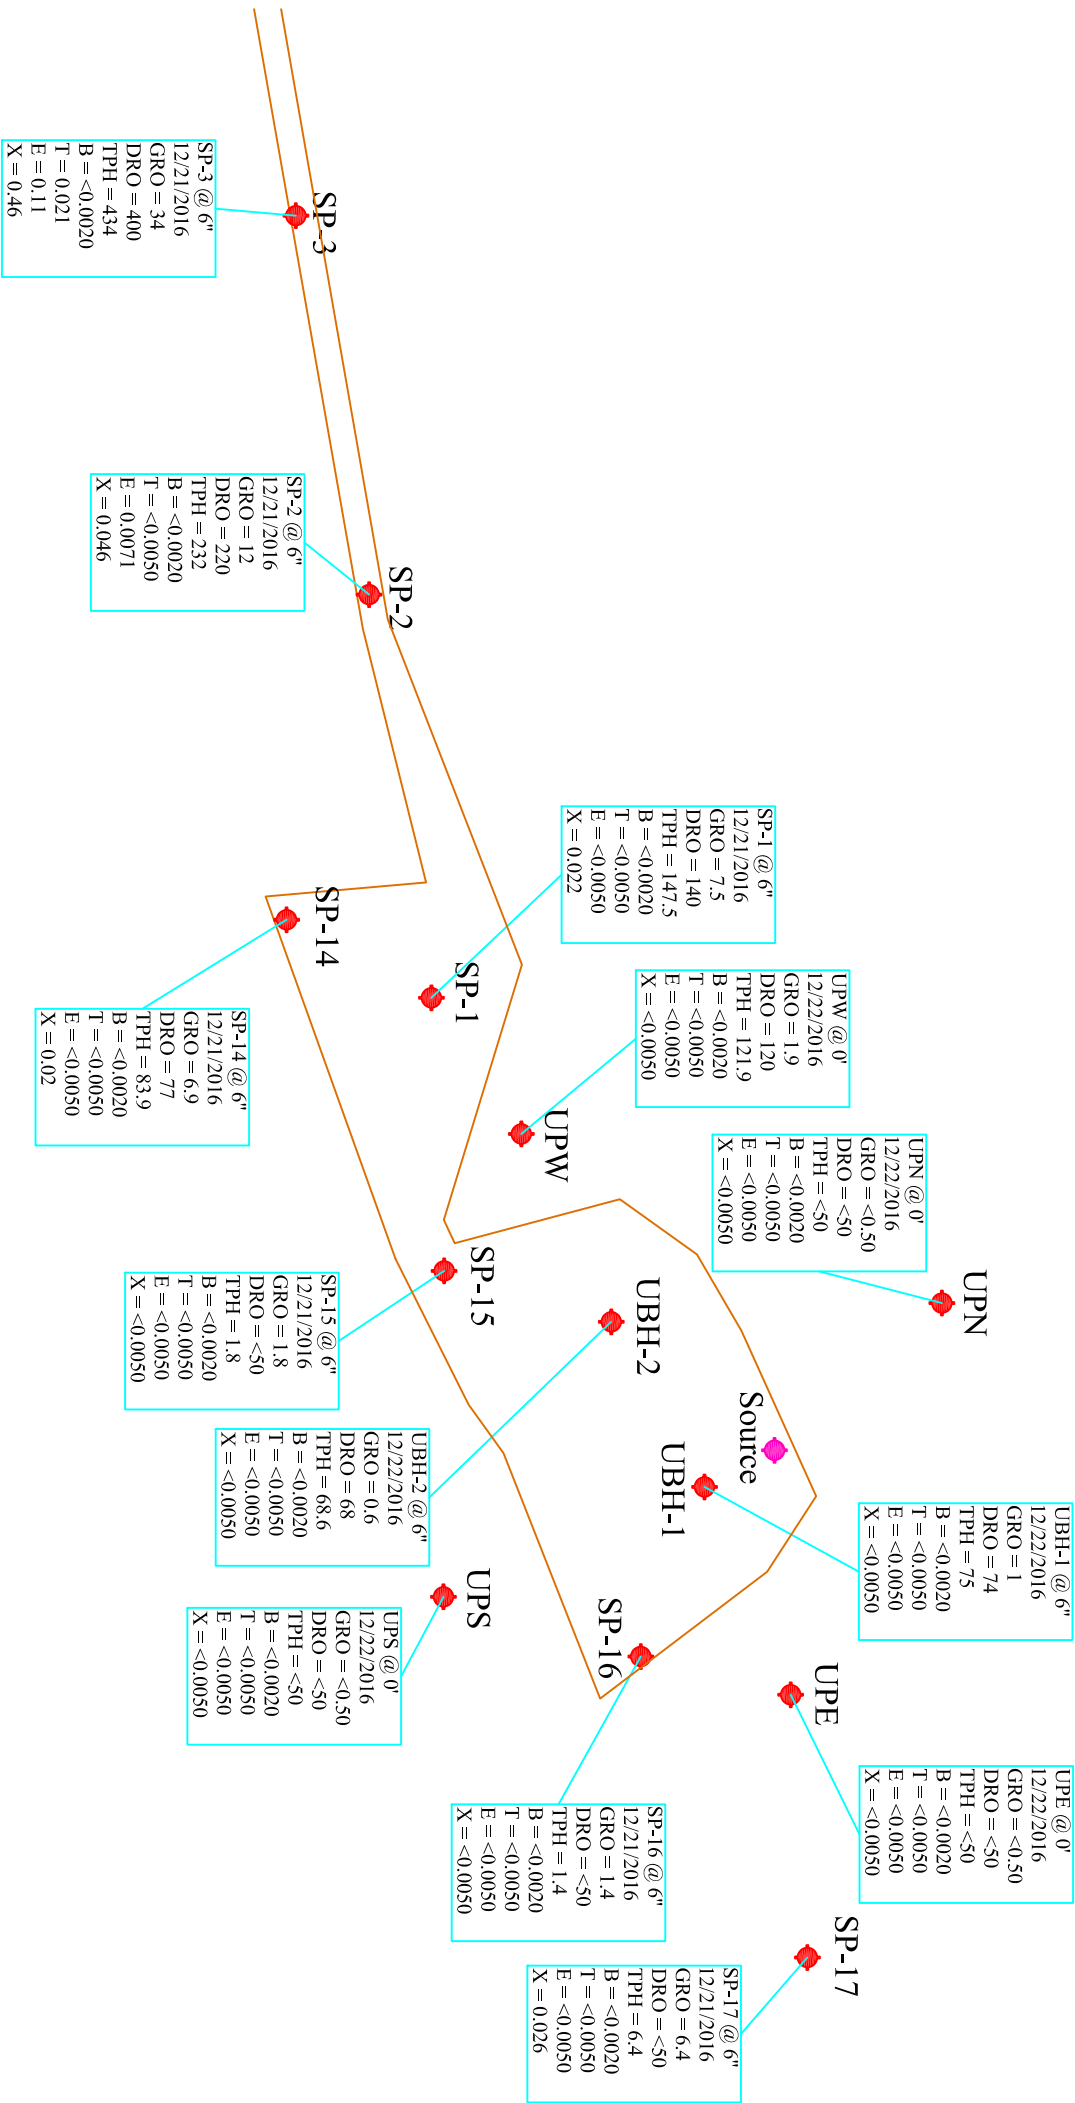 SP-3
SP-3 @ 6"
12/21/2016
GRO = 34
DRO = 400
TPH = 434
B = <0.0020
T = 0.021
E = 0.11
X = 0.46
SP-2
SP-2 @ 6"
12/21/2016
GRO = 12
DRO = 220
TPH = 232
B = <0.0020
T = <0.0050
E = 0.0071
X = 0.046
SP-1 @ 6"
12/21/2016
GRO = 7.5
DRO = 140
TPH = 147.5
B = <0.0020
T = <0.0050
E = <0.0050
X = 0.022
SP-1
SP-14
SP-14 @ 6"
12/21/2016
GRO = 6.9
DRO = 77
TPH = 83.9
B = <0.0020
T = <0.0050
E = <0.0050
X = 0.02
UPW @ 0'
12/22/2016
GRO = 1.9
DRO = 120
TPH = 121.9
B = <0.0020
T = <0.0050
E = <0.0050
X = <0.0050
UPW
UPN @ 0'
12/22/2016
GRO = <0.50
DRO = <50
TPH = <50
B = <0.0020
T = <0.0050
E = <0.0050
X = <0.0050
UPN
SP-15
SP-15 @ 6"
12/21/2016
GRO = 1.8
DRO = <50
TPH = 1.8
B = <0.0020
T = <0.0050
E = <0.0050
X = <0.0050
UBH-2
UBH-2 @ 6"
12/22/2016
GRO = 0.6
DRO = 68
TPH = 68.6
B = <0.0020
T = <0.0050
E = <0.0050
X = <0.0050
Source
UBH-1
UBH-1 @ 6"
12/22/2016
GRO = 1
DRO = 74
TPH = 75
B = <0.0020
T = <0.0050
E = <0.0050
X = <0.0050
UPS
UPS @ 0'
12/22/2016
GRO = <0.50
DRO = <50
TPH = <50
B = <0.0020
T = <0.0050
E = <0.0050
X = <0.0050
SP-16
SP-16 @ 6"
12/21/2016
GRO = 1.4
DRO = <50
TPH = 1.4
B = <0.0020
T = <0.0050
E = <0.0050
X = <0.0050
UPE
UPE @ 0'
12/22/2016
GRO = <0.50
DRO = <50
TPH = <50
B = <0.0020
T = <0.0050
E = <0.0050
X = <0.0050
SP-17
SP-17 @ 6"
12/21/2016
GRO = 6.4
DRO = <50
TPH = 6.4
B = <0.0020
T = <0.0050
E = <0.0050
X = 0.026